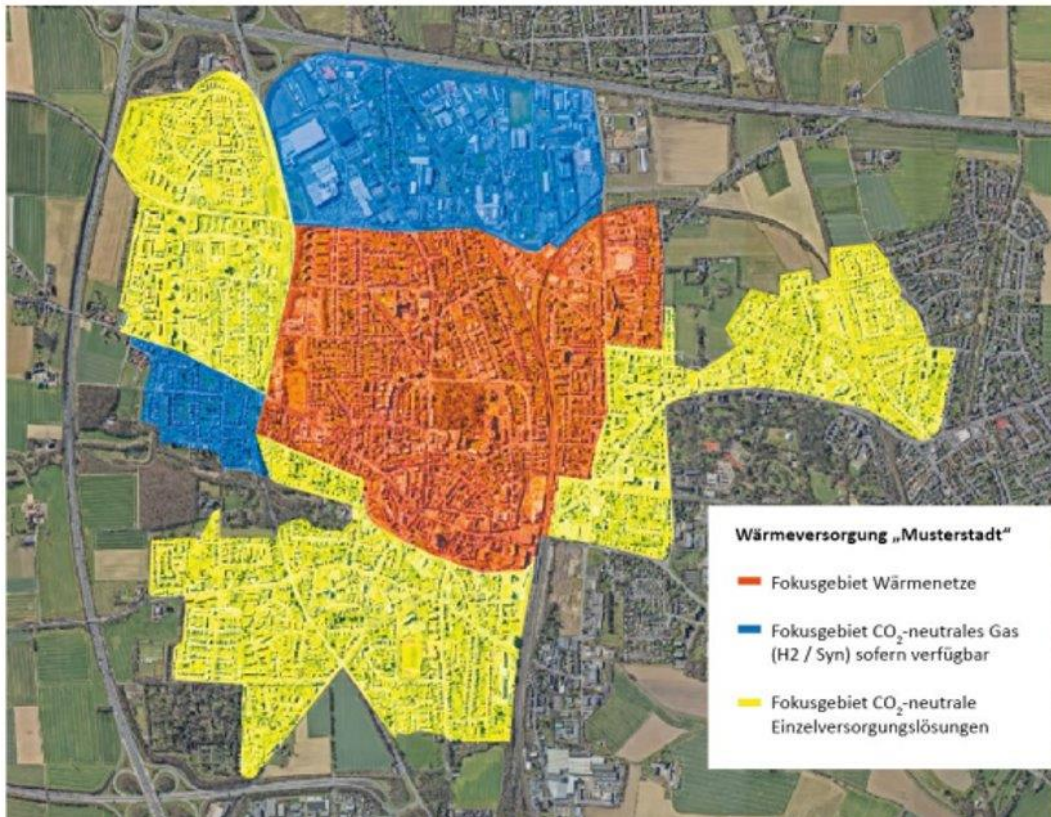 Wärmeversorgung „Musterstadt“
Fokusgebiet Wärmenetze
Fokusgebiet CO₂-neutrales Gas
(H2 / Syn) sofern verfügbar
Fokusgebiet CO₂-neutrale
Einzelversorgungslösungen